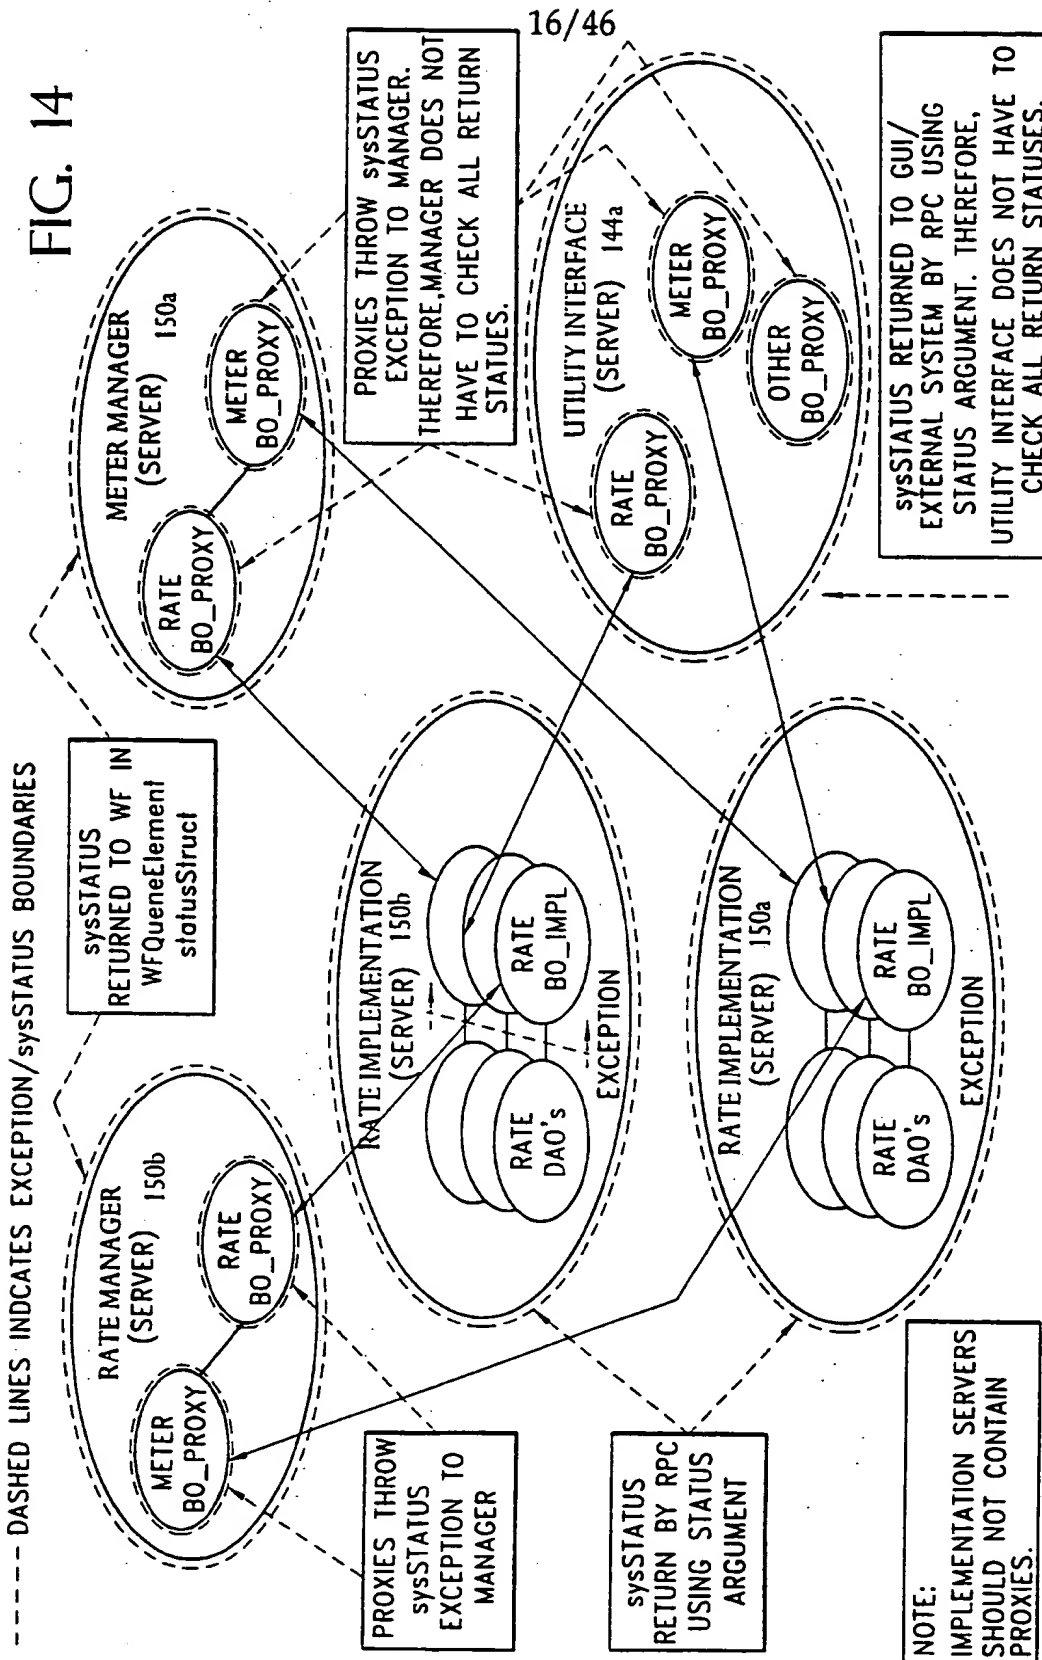 16/46
FIG. 14
---- DASHED LINES INDCATES EXCEPTION/sysSTATUS BOUNDARIES
RATE MANAGER
(SERVER) 150b
METER
BO_PROXY
RATE
BO_PROXY
sysSTATUS
RETURNED TO WF IN
WFQueneElement
statusStruct
METER MANAGER
(SERVER) 150a
RATE
BO_PROXY
METER
BO_PROXY
PROXIES THROW
sysSTATUS
EXCEPTION TO
MANAGER
RATE IMPLEMENTATION
(SERVER) 150b
RATE
DAO's
RATE
BO_IMPL
EXCEPTION
PROXIES THROW sysSTATUS
EXCEPTION TO MANAGER.
THEREFORE,MANAGER DOES NOT
HAVE TO CHECK ALL RETURN
STATUES.
sysSTATUS
RETURN BY RPC
USING STATUS
ARGUMENT
RATE IMPLEMENTATION
(SERVER) 150a
RATE
DAO's
RATE
BO_IMPL
EXCEPTION
UTILITY INTERFACE
(SERVER) 144a
RATE
BO_PROXY
METER
BO_PROXY
OTHER
BO_PROXY
NOTE:
IMPLEMENTATION SERVERS
SHOULD NOT CONTAIN
PROXIES.
sysSTATUS RETURNED TO GUI/
EXTERNAL SYSTEM BY RPC USING
STATUS ARGUMENT. THEREFORE,
UTILITY INTERFACE DOES NOT HAVE TO
CHECK ALL RETURN STATUSES.